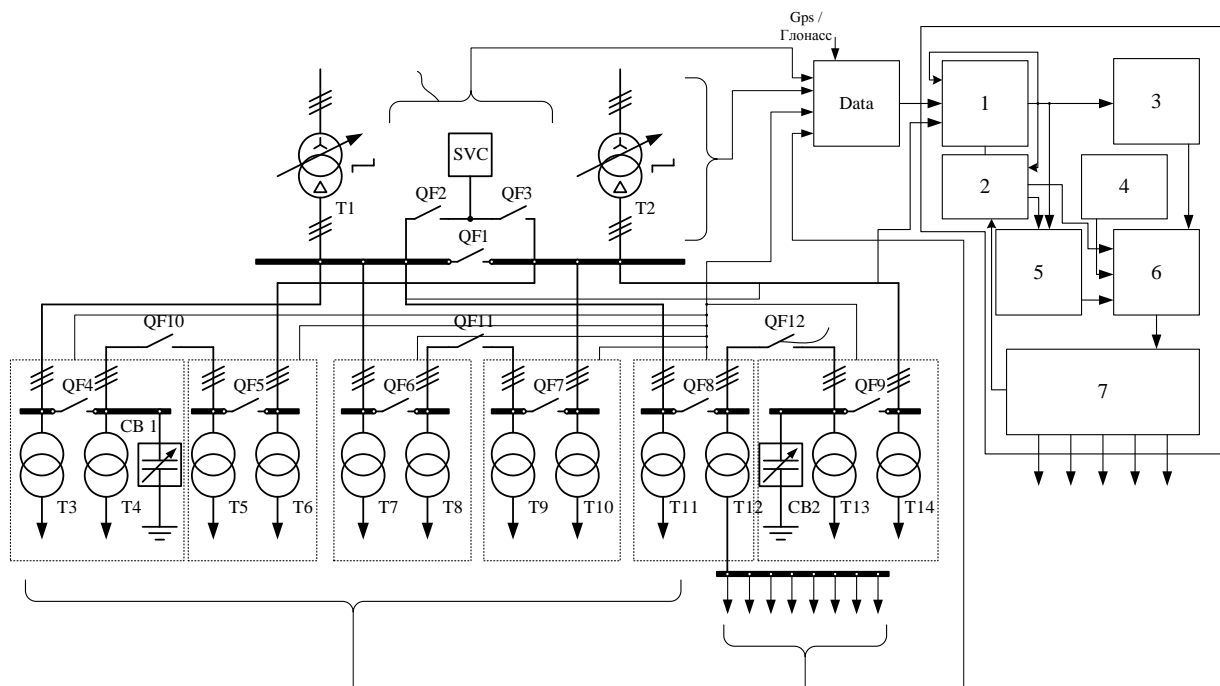 Gps /
Глонасс
Data
1
3
SVC
2
4
QF2
QF3
T1
T2
QF1
5
6
QF10
QF11
QF12
7
QF4
QF5
QF6
QF7
QF8
QF9
CB 1
T3
T4
T5
T6
T7
T8
T9
T10
T11
T12
CB2
T13
T14